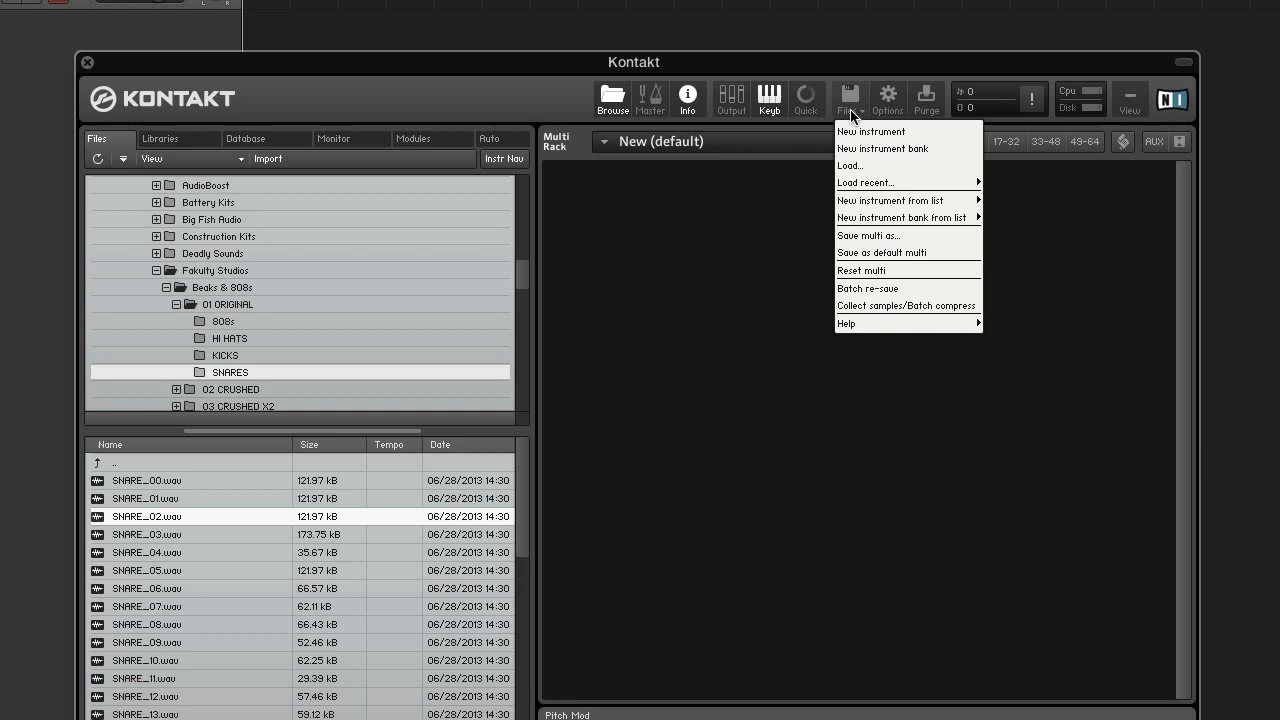 L R
Kontakt
KONTAKT
Browse Master Info Output Keyb Quick Files Options Purge
0
0
!
Cpu
Disk
View
NI
Files Libraries Database Monitor Modules Auto
View Import Instr Nav
Multi
Rack
New (default)
17-32 33-48 49-64 AUX
New instrument
New instrument bank
Load...
Load recent...
New instrument from list
New instrument bank from list
Save multi as...
Save as default multi
Reset multi
Batch re-save
Collect samples/Batch compress
Help
AudioBoost
Battery Kits
Big Fish Audio
Construction Kits
Deadly Sounds
Fakulty Studios
Beaks & 808s
01 ORIGINAL
808s
HI HATS
KICKS
SNARES
02 CRUSHED
03 CRUSHED X2
Name Size Tempo Date
..
SNARE_00.wav 121.97 kB 06/28/2013 14:30
SNARE_01.wav 121.97 kB 06/28/2013 14:30
SNARE_02.wav 121.97 kB 06/28/2013 14:30
SNARE_03.wav 173.75 kB 06/28/2013 14:30
SNARE_04.wav 35.67 kB 06/28/2013 14:30
SNARE_05.wav 121.97 kB 06/28/2013 14:30
SNARE_06.wav 66.57 kB 06/28/2013 14:30
SNARE_07.wav 62.11 kB 06/28/2013 14:30
SNARE_08.wav 66.43 kB 06/28/2013 14:30
SNARE_09.wav 52.46 kB 06/28/2013 14:30
SNARE_10.wav 62.25 kB 06/28/2013 14:30
SNARE_11.wav 29.39 kB 06/28/2013 14:30
SNARE_12.wav 57.46 kB 06/28/2013 14:30
SNARE_13.wav 59.12 kB 06/28/2013 14:30
Pitch Mod